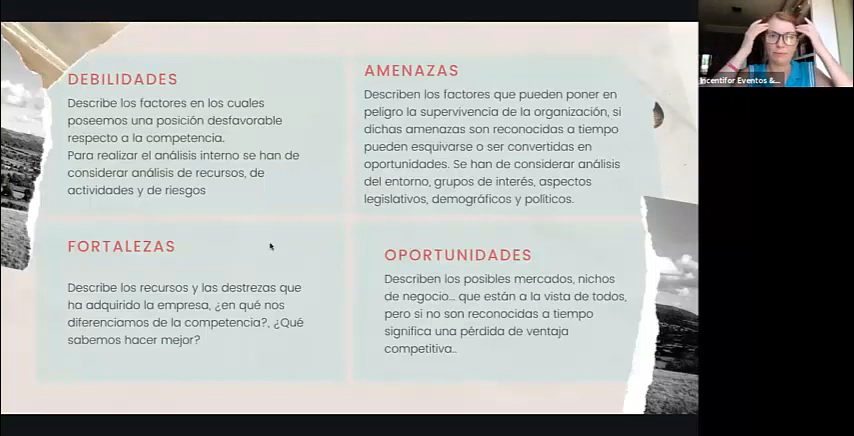 DEBILIDADES
Describe los factores en los cuales
poseemos una posición desfavorable
respecto a la competencia.
Para realizar el análisis interno se han de
considerar análisis de recursos, de
actividades y de riesgos
AMENAZAS
Describen los factores que pueden poner en
peligro la supervivencia de la organización, si
dichas amenazas son reconocidas a tiempo
pueden esquivarse o ser convertidas en
oportunidades. Se han de considerar análisis
del entorno, grupos de interés, aspectos
legislativos, demográficos y políticos.
FORTALEZAS
Describe los recursos y las destrezas que
ha adquirido la empresa, ¿en qué nos
diferenciamos de la competencia?, ¿Qué
sabemos hacer mejor?
OPORTUNIDADES
Describen los posibles mercados, nichos
de negocio... que están a la vista de todos,
pero si no son reconocidas a tiempo
significa una pérdida de ventaja
competitiva..
Incentifor Eventos &...